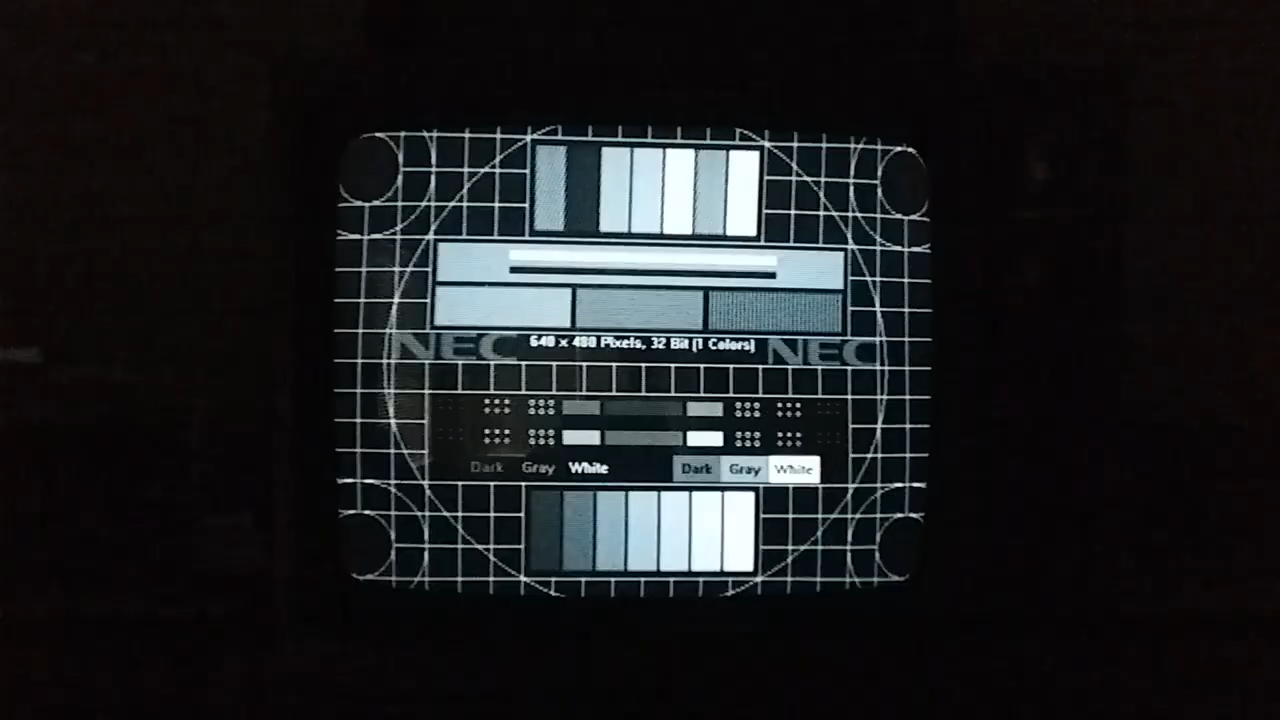 NEC 640 x 480 Pixels, 32 Bit (1 Colors) NEC
Dark Gray White Dark Gray White